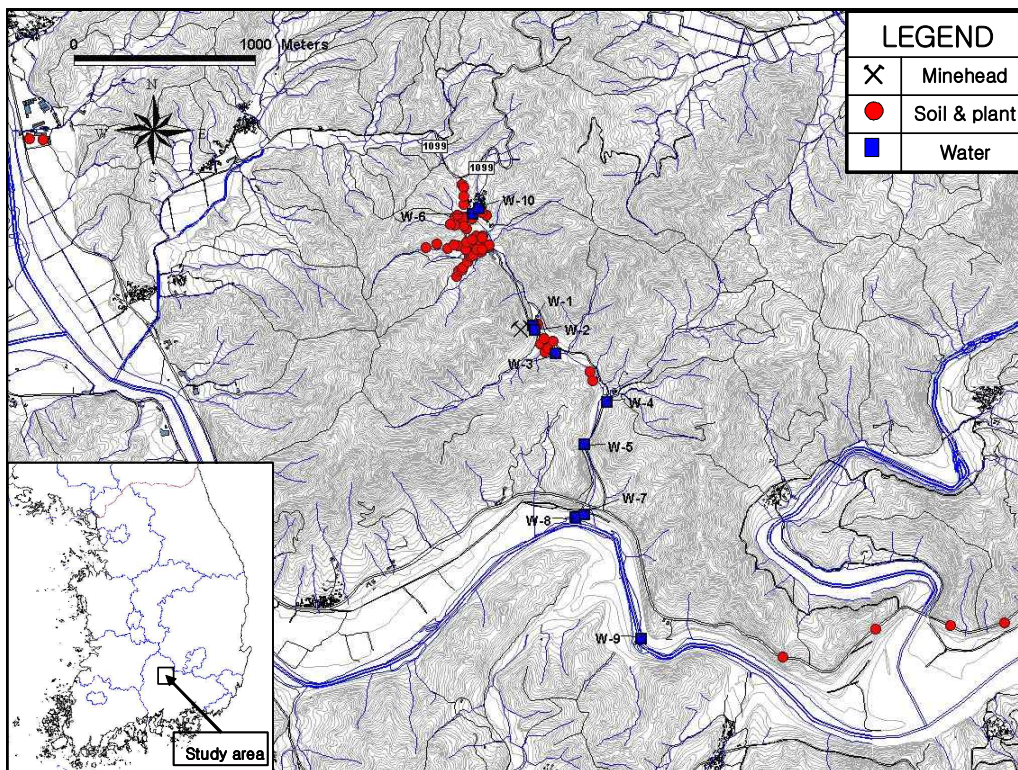 0 1000 Meters
N
W E
S
LEGEND
Minehead
Soil & plant
Water
1099
1099
W-6
W-10
W-1
W-2
W-3
W-4
W-5
W-7
W-8
W-9
Study area